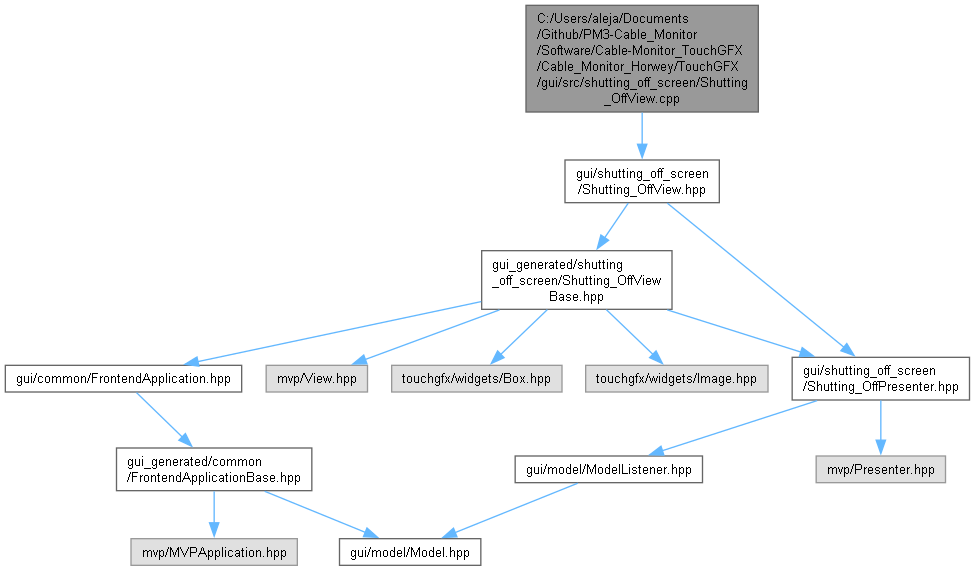 C:/Users/aleja/Documents
/Github/PM3-Cable_Monitor
/Software/Cable-Monitor_TouchGFX
/Cable_Monitor_Horwey/TouchGFX
/gui/src/shutting_off_screen/Shutting
_OffView.cpp
gui/shutting_off_screen
/Shutting_OffView.hpp
gui_generated/shutting
_off_screen/Shutting_OffView
Base.hpp
gui/common/FrontendApplication.hpp
mvp/View.hpp
touchgfx/widgets/Box.hpp
touchgfx/widgets/Image.hpp
gui/shutting_off_screen
/Shutting_OffPresenter.hpp
gui_generated/common
/FrontendApplicationBase.hpp
gui/model/ModelListener.hpp
mvp/Presenter.hpp
mvp/MVPApplication.hpp
gui/model/Model.hpp